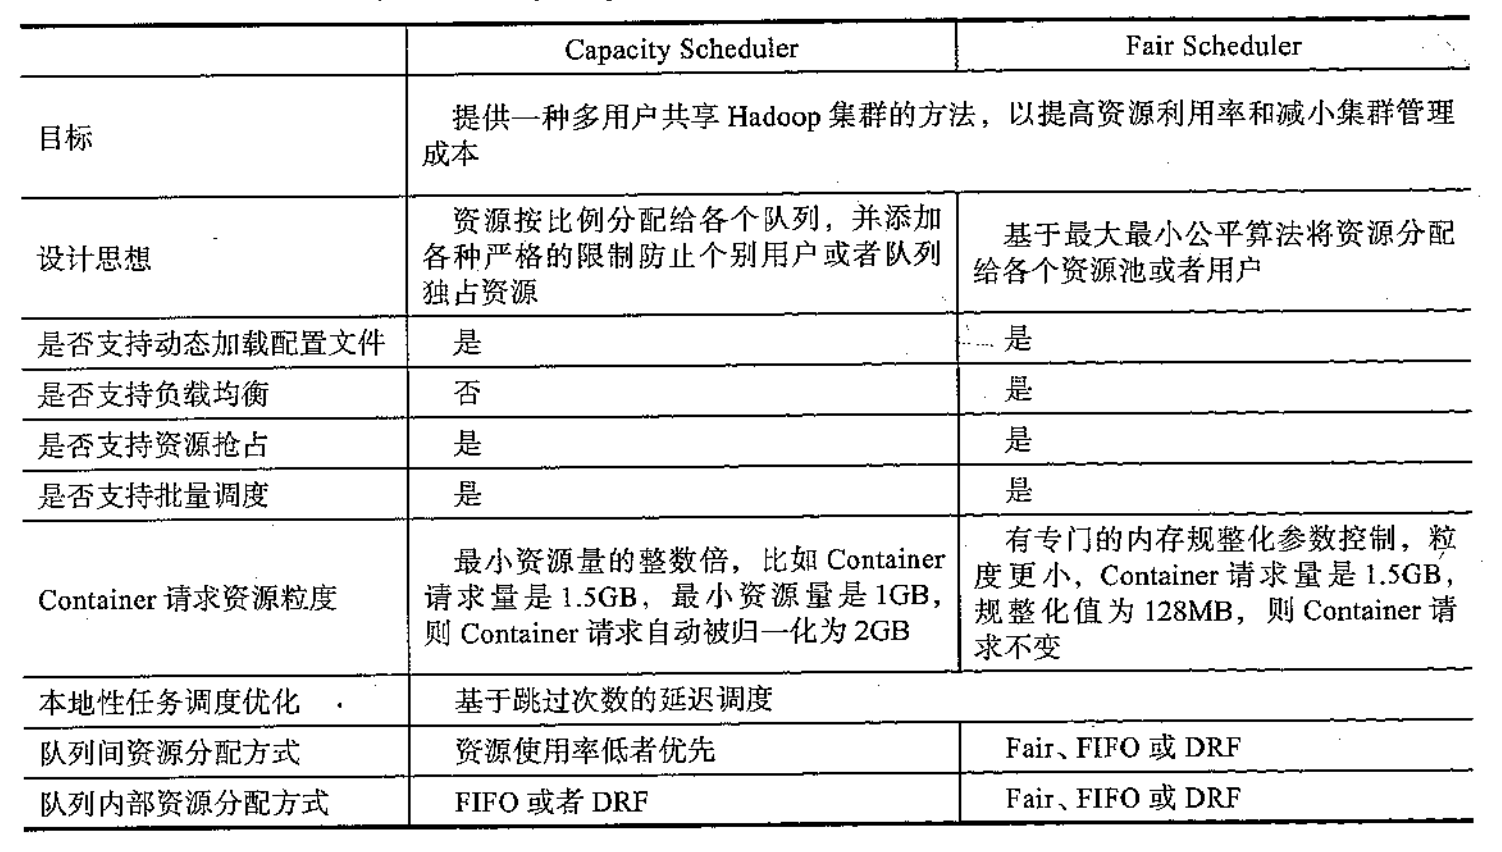 Capacity Scheduler
Fair Scheduler
目标
提供一种多用户共享 Hadoop 集群的方法，以提高资源利用率和减小集群管理
成本
设计思想
资源按比例分配给各个队列，并添加
各种严格的限制防止个别用户或者队列
独占资源
基于最大最小公平算法将资源分配
给各个资源池或者用户
是否支持动态加载配置文件
是
是
是否支持负载均衡
否
是
是否支持资源抢占
是
是
是否支持批量调度
是
是
Container 请求资源粒度
最小资源量的整数倍，比如 Container
请求量是 1.5GB，最小资源量是 1GB，
则 Container 请求自动被归一化为 2GB
有专门的内存规整化参数控制，粒
度更小，Container 请求量是 1.5GB，
规整化值为 128MB，则 Container 请
求不变
本地性任务调度优化
基于跳过次数的延迟调度
队列间资源分配方式
资源使用率低者优先
Fair、FIFO 或 DRF
队列内部资源分配方式
FIFO 或者 DRF
Fair、FIFO 或 DRF